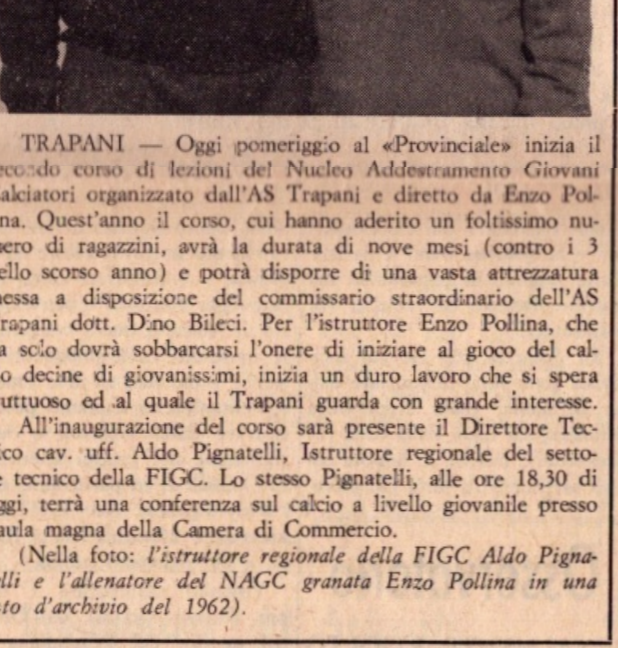 TRAPANI — Oggi pomeriggio al «Provinciale» inizia il
econdo corso di lezioni del Nucleo Addestramento Giovani
alciatori organizzato dall'AS Trapani e diretto da Enzo Pol-
na. Quest'anno il corso, cui hanno aderito un foltissimo nu-
ero di ragazzini, avrà la durata di nove mesi (contro i 3
ello scorso anno) e potrà disporre di una vasta attrezzatura
essa a disposizione del commissario straordinario dell'AS
rapani dott. Dino Bileci. Per l'istruttore Enzo Pollina, che
a solo dovrà sobbarcarsi l'onere di iniziare al gioco del cal-
o decine di giovanissimi, inizia un duro lavoro che si spera
uttuoso ed al quale il Trapani guarda con grande interesse.
All'inaugurazione del corso sarà presente il Direttore Tec-
ico cav. uff. Aldo Pignatelli, Istruttore regionale del setto-
e tecnico della FIGC. Lo stesso Pignatelli, alle ore 18,30 di
ggi, terrà una conferenza sul calcio a livello giovanile presso
aula magna della Camera di Commercio.
(Nella foto: l'istruttore regionale della FIGC Aldo Pigna-
lli e l'allenatore del NAGC granata Enzo Pollina in una
to d'archivio del 1962).